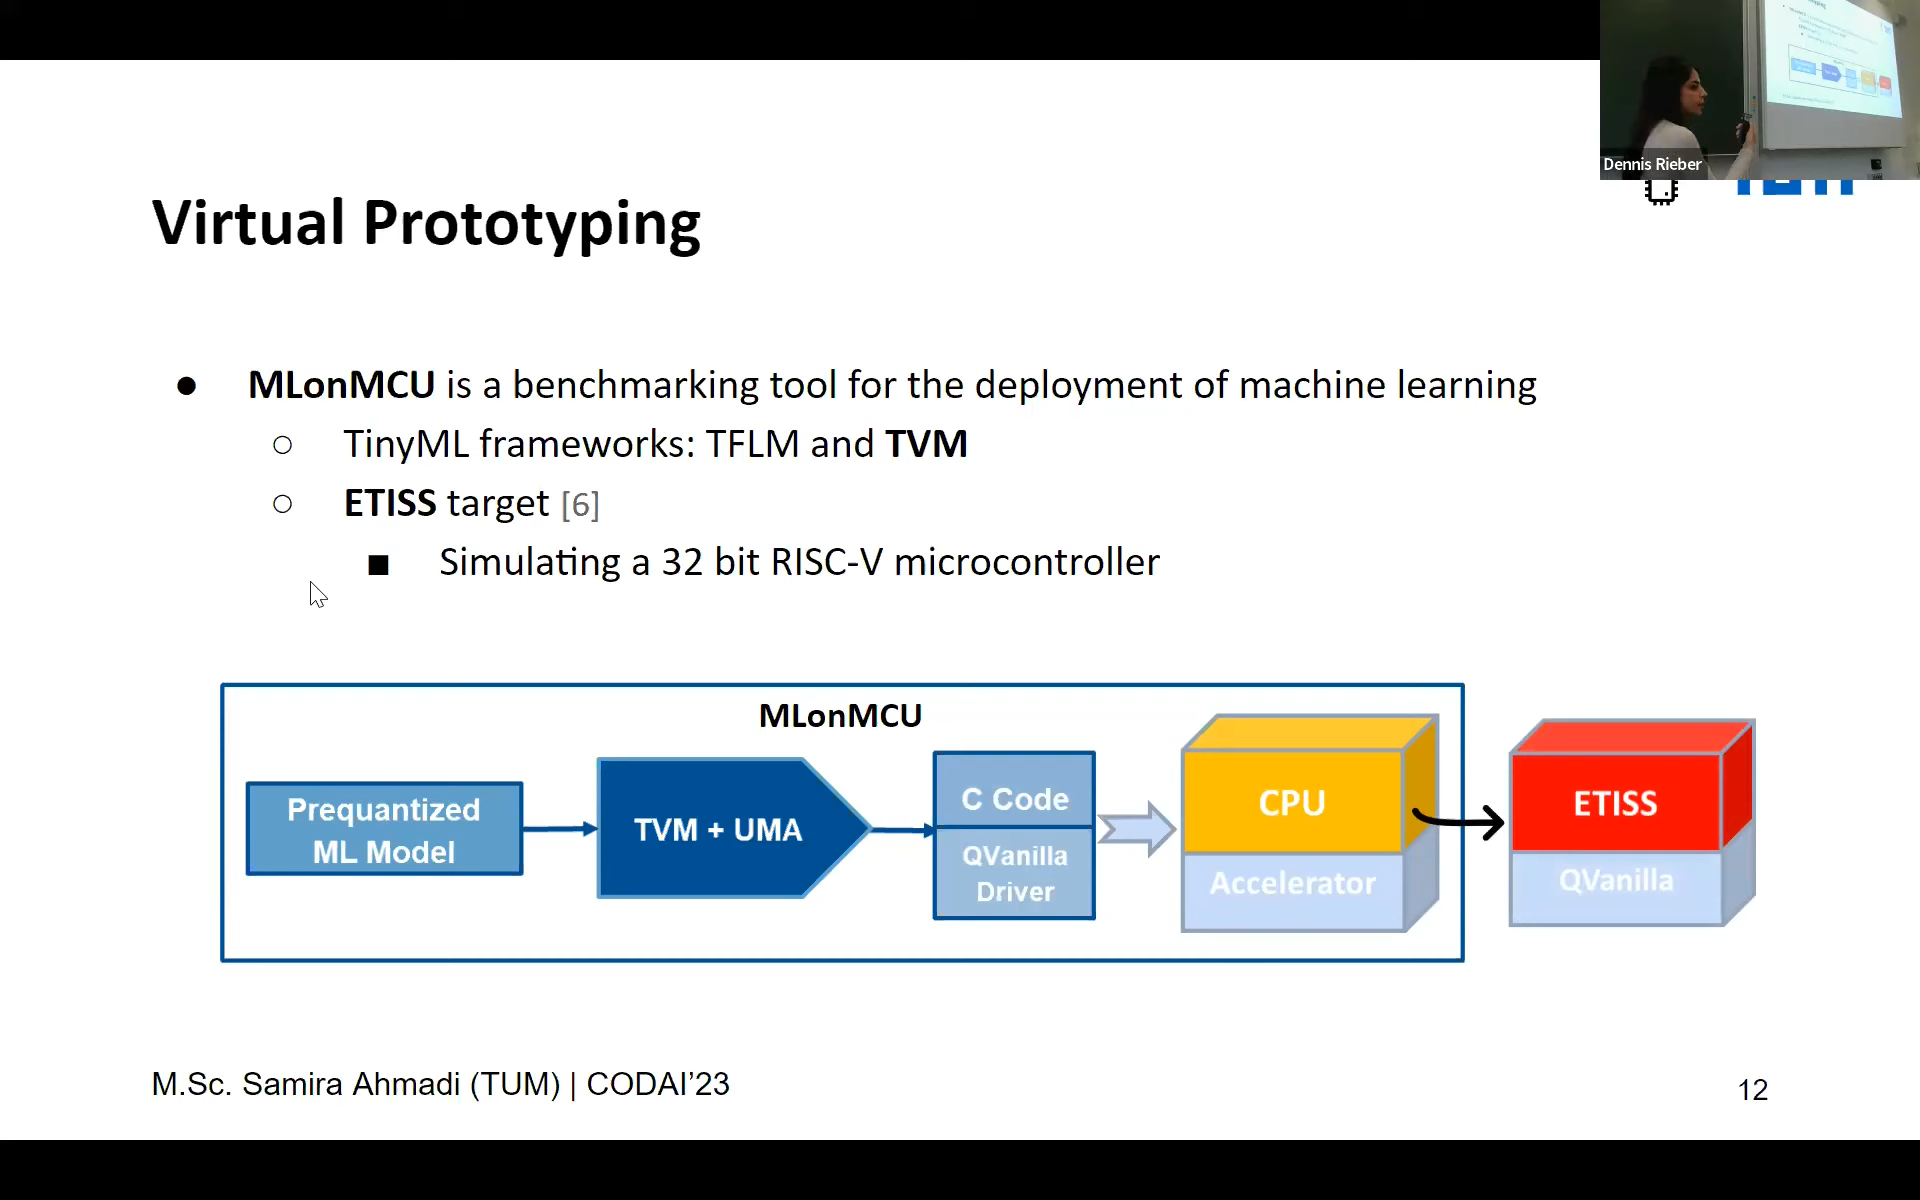 Dennis Rieber
Virtual Prototyping
● MLonMCU is a benchmarking tool for the deployment of machine learning
○ TinyML frameworks: TFLM and TVM
○ ETISS target [6]
■ Simulating a 32 bit RISC-V microcontroller
MLonMCU
Prequantized
ML Model
TVM + UMA
C Code
QVanilla
Driver
CPU
Accelerator
ETISS
QVanilla
M.Sc. Samira Ahmadi (TUM) | CODAI’23
12